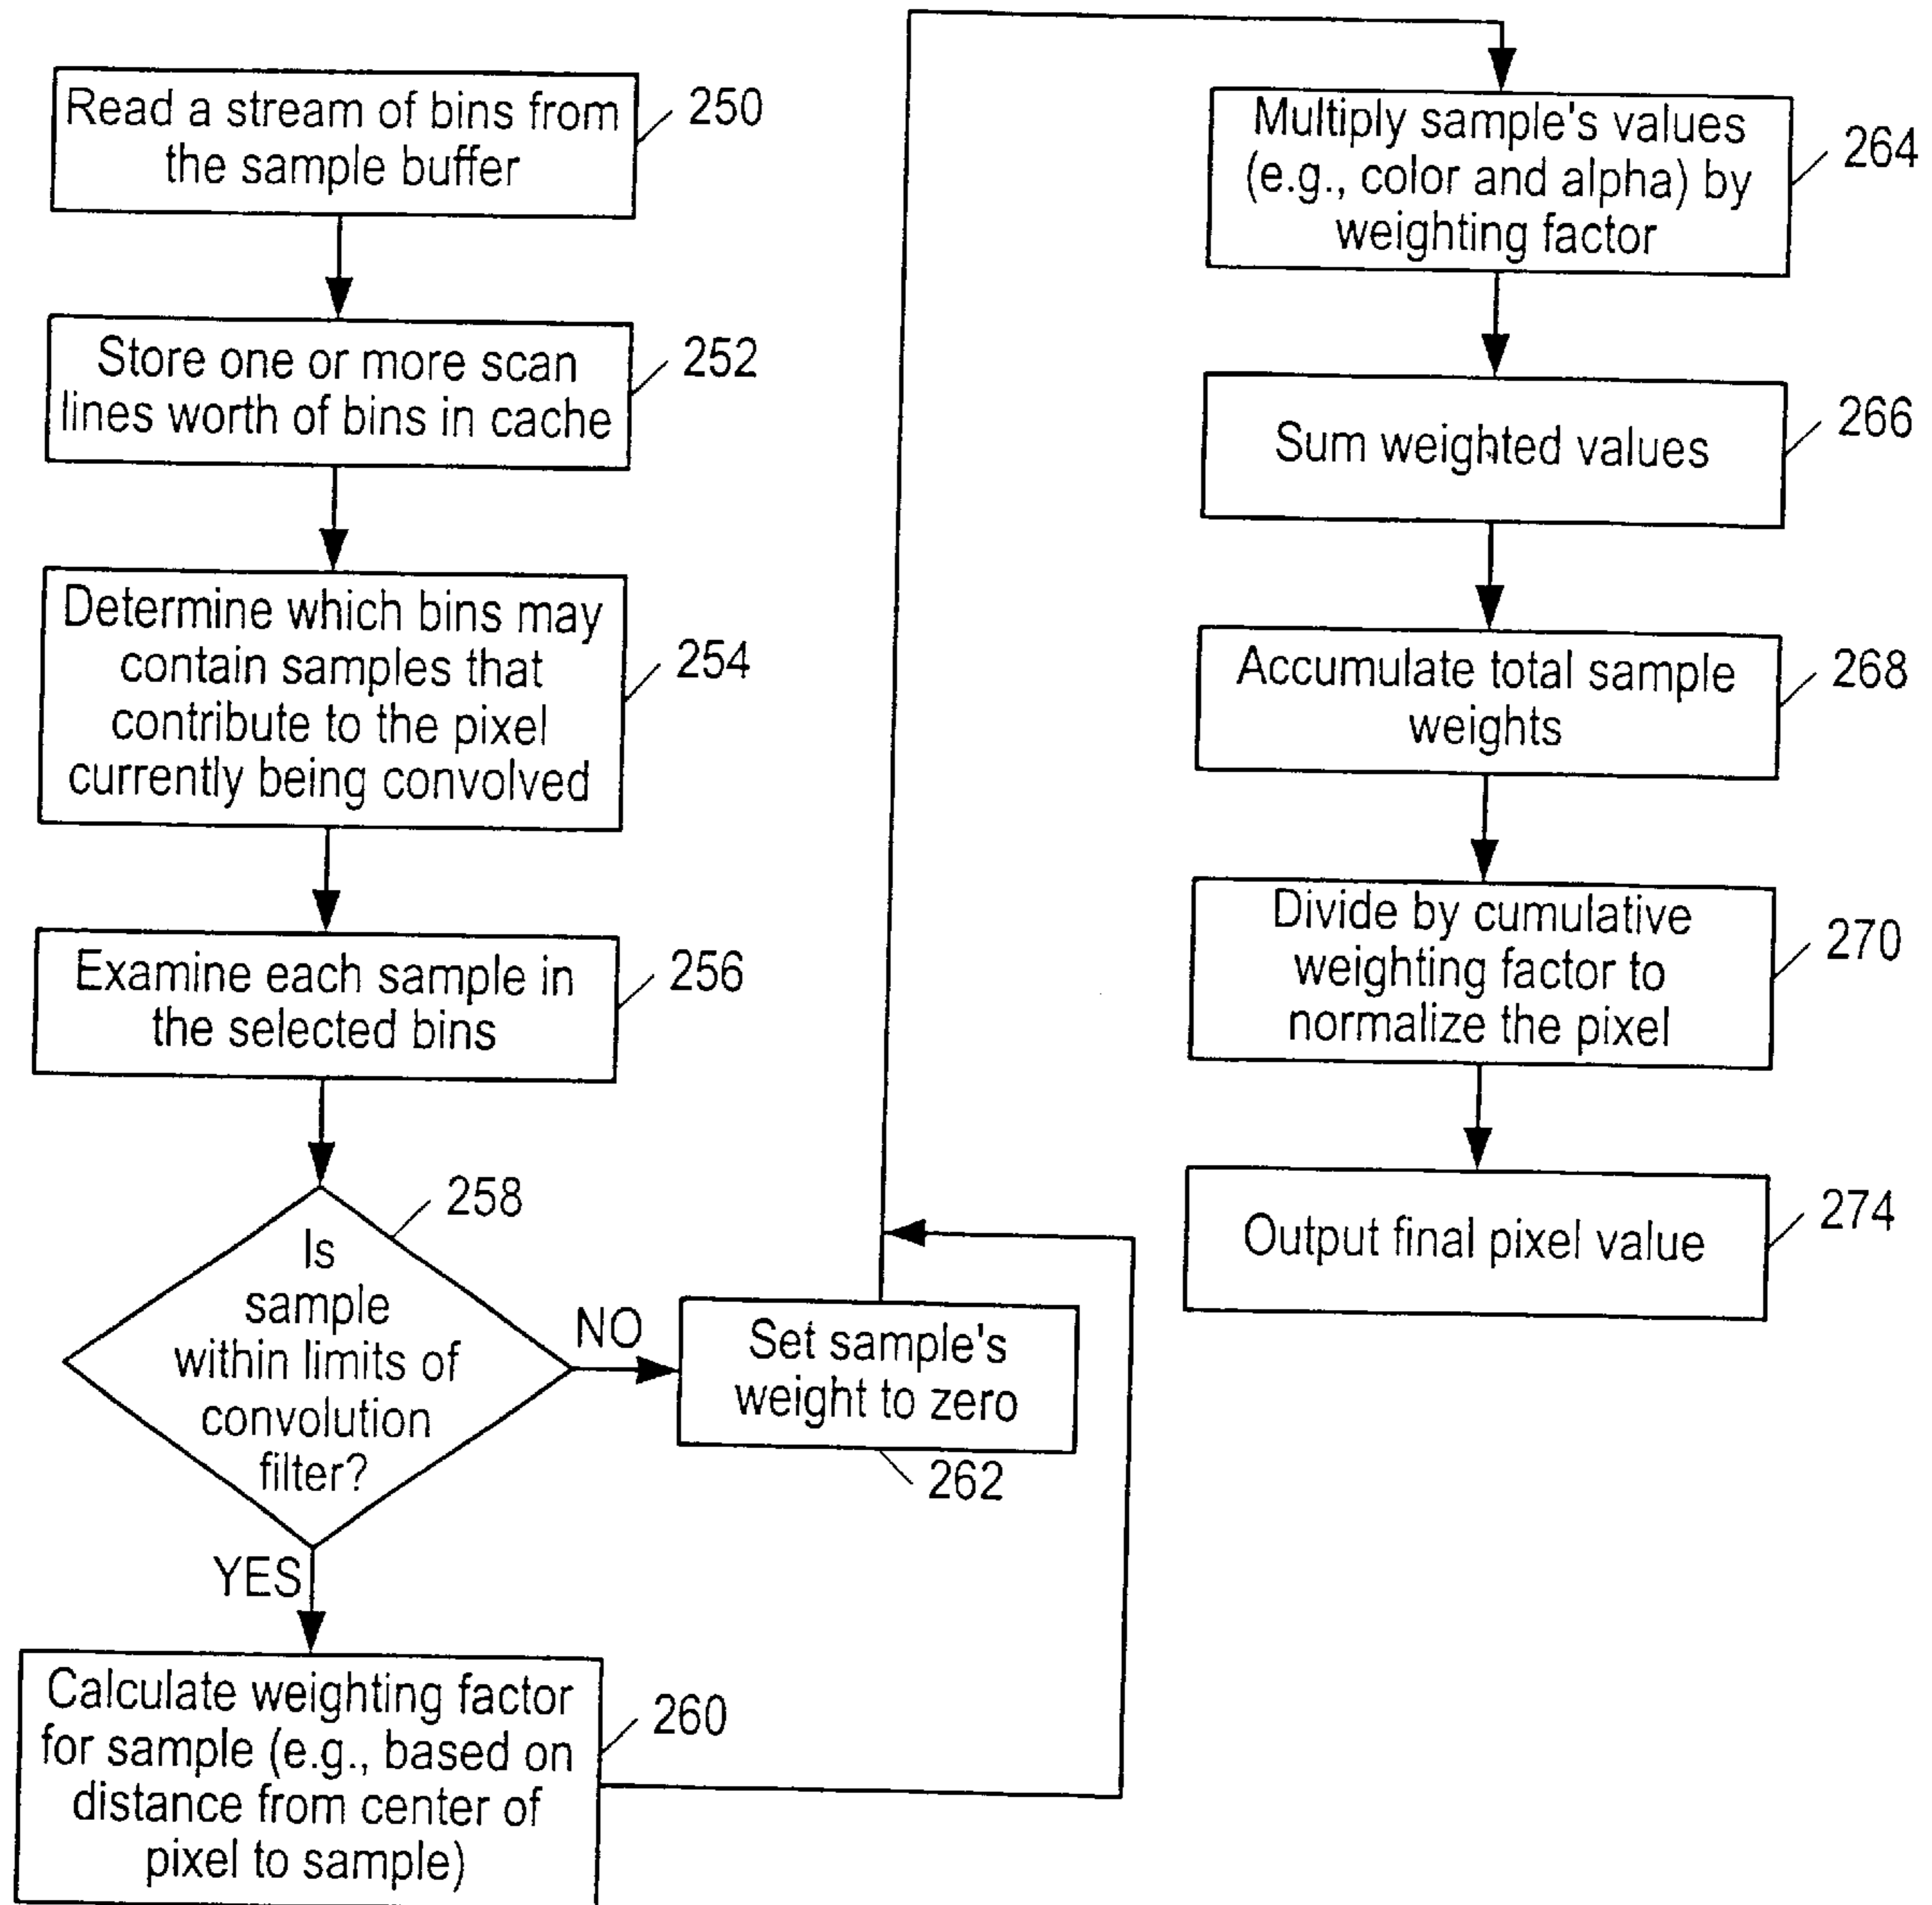 Read a stream of bins from
the sample buffer
250
Store one or more scan
lines worth of bins in cache
252
Determine which bins may
contain samples that
contribute to the pixel
currently being convolved
254
Examine each sample in
the selected bins
256
Is
sample
within limits of
convolution
filter?
258
NO
Set sample's
weight to zero
262
YES
Calculate weighting factor
for sample (e.g., based on
distance from center of
pixel to sample)
260
Multiply sample's values
(e.g., color and alpha) by
weighting factor
264
Sum weighted values
266
Accumulate total sample
weights
268
Divide by cumulative
weighting factor to
normalize the pixel
270
Output final pixel value
274